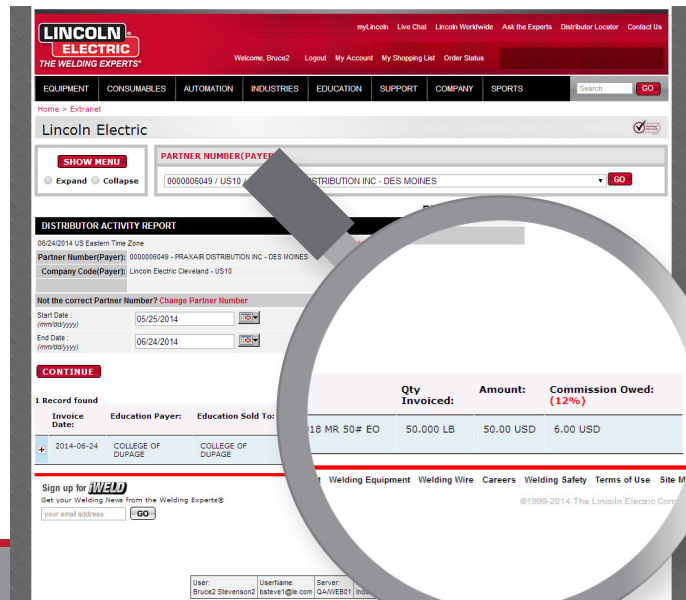 LINCOLN
ELECTRIC
THE WELDING EXPERTS®
myLincoln Live Chat Lincoln Worldwide Ask the Experts Distributor Locator Contact Us
Welcome, Bruce2 Logout My Account My Shopping List Order Status
EQUIPMENT CONSUMABLES AUTOMATION INDUSTRIES EDUCATION SUPPORT COMPANY SPORTS Search GO
Home > Extranet
Lincoln Electric
SHOW MENU
Expand Collapse
PARTNER NUMBER(PAYER)
0000006049 / US10 / STRIBUTION INC - DES MOINES GO
DISTRIBUTOR ACTIVITY REPORT
06/24/2014 US Eastern Time Zone
Partner Number(Payer): 0000006049 - PRAXAIR DISTRIBUTION INC - DES MOINES
Company Code(Payer): Lincoln Electric Cleveland - US10
Not the correct Partner Number? Change Partner Number
Start Date :
(mm/dd/yyyy)
05/25/2014
End Date :
(mm/dd/yyyy)
06/24/2014
CONTINUE
1 Record found
Invoice Date: Education Payer: Education Sold To:
2014-06-24 COLLEGE OF DUPAGE COLLEGE OF DUPAGE
Qty Invoiced: Amount: Commission Owed: (12%)
018 MR 50# EO 50.000 LB 50.00 USD 6.00 USD
Sign up for iWELD
Get your Welding News from the Welding Experts®
your email address GO
t Welding Equipment Welding Wire Careers Welding Safety Terms of Use Site M
©1999-2014 The Lincoln Electric Com
User: UserName: Server:
Bruce2 Stevenson2 bsteve1@le.com QA/WEB01 Indu